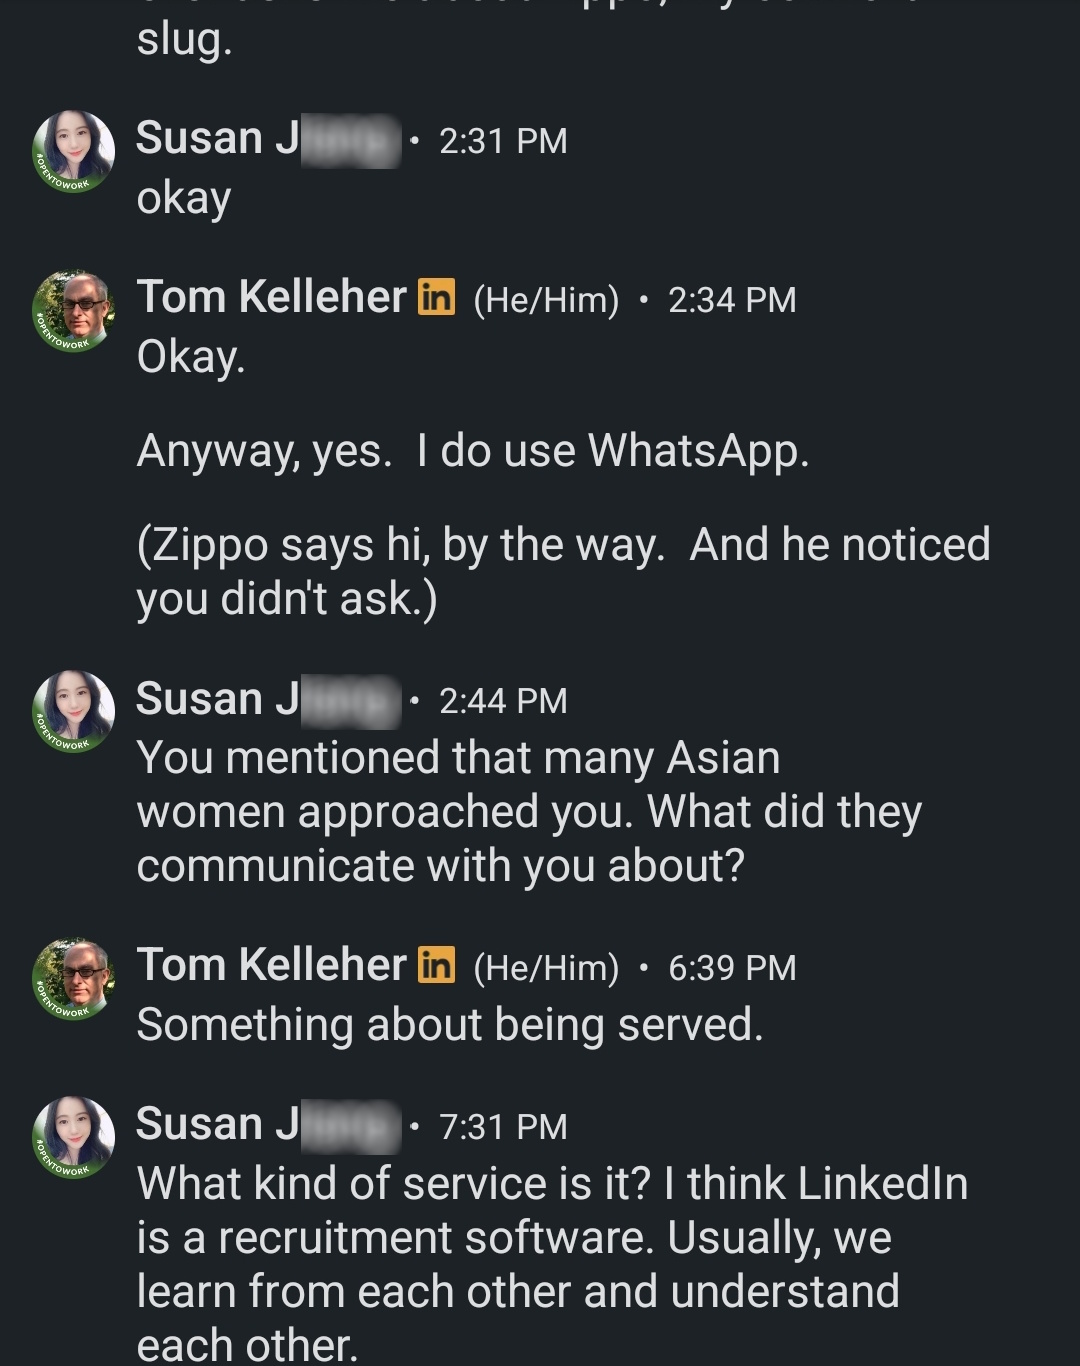 slug.
Susan J • 2:31 PM
okay
Tom Kelleher in (He/Him) • 2:34 PM
Okay.
Anyway, yes.  I do use WhatsApp.
(Zippo says hi, by the way.  And he noticed
you didn't ask.)
Susan J • 2:44 PM
You mentioned that many Asian
women approached you. What did they
communicate with you about?
Tom Kelleher in (He/Him) • 6:39 PM
Something about being served.
Susan J • 7:31 PM
What kind of service is it? I think LinkedIn
is a recruitment software. Usually, we
learn from each other and understand
each other.
#OPENTOWORK
#OPENTOWORK
#OPENTOWORK
#OPENTOWORK
#OPENTOWORK